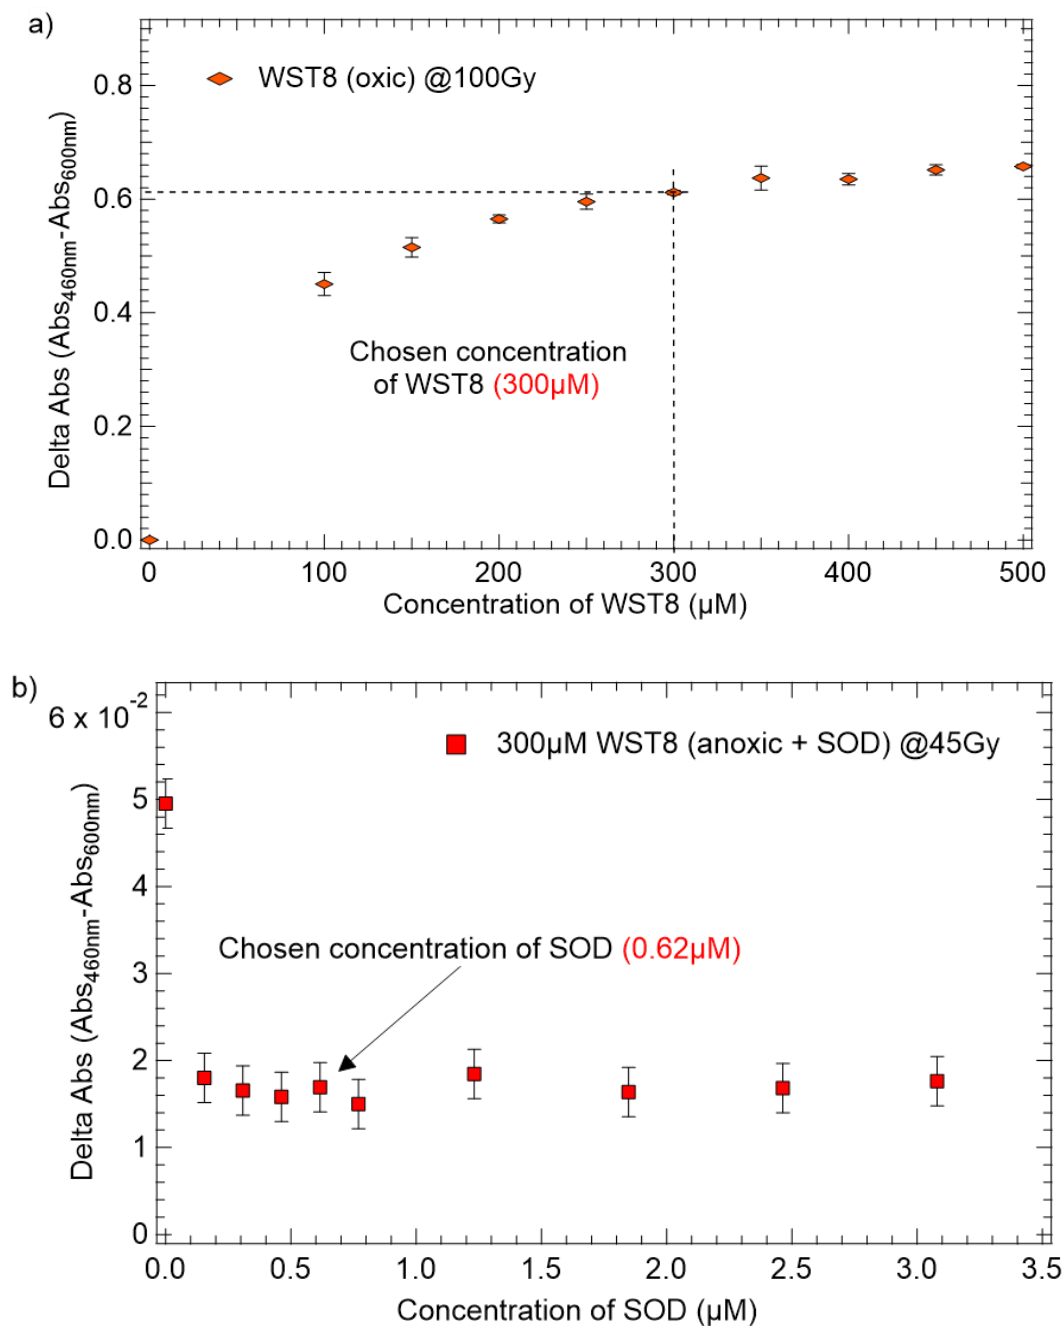 a)
WST8 (oxic) @100Gy
0.8
0.6
0.4
0.2
0.0
Delta Abs (Abs460nm-Abs600nm)
Chosen concentration
of WST8 (300µM)
0 100 200 300 400 500
Concentration of WST8 (µM)
b)
6 x 10-2
5
4
3
2
1
0
Delta Abs (Abs460nm-Abs600nm)
300µM WST8 (anoxic + SOD) @45Gy
Chosen concentration of SOD (0.62µM)
0.0 0.5 1.0 1.5 2.0 2.5 3.0 3.5
Concentration of SOD (µM)